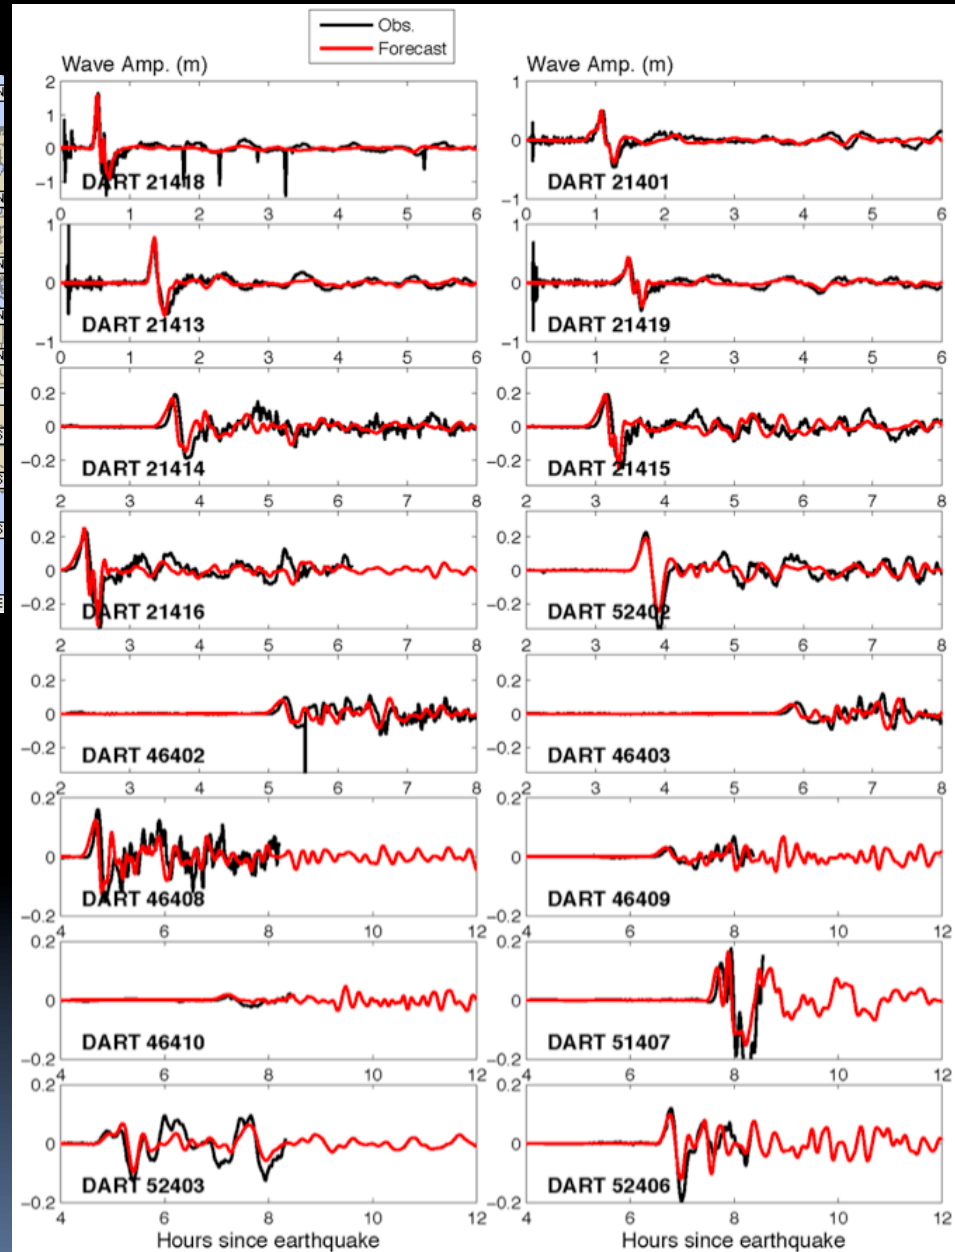 Obs.
Forecast
Wave Amp. (m)
Wave Amp. (m)
2
1
0
−1
DART 21418
0 1 2 3 4 5 6
1
0
−1
DART 21401
0 1 2 3 4 5 6
1
0
−1
DART 21413
0 1 2 3 4 5 6
1
0
−1
DART 21419
0 1 2 3 4 5 6
0.2
0
−0.2
DART 21414
2 3 4 5 6 7 8
0.2
0
−0.2
DART 21415
2 3 4 5 6 7 8
0.2
0
−0.2
DART 21416
2 3 4 5 6 7 8
0.2
0
−0.2
DART 52402
2 3 4 5 6 7 8
0.2
0
−0.2
DART 46402
2 3 4 5 6 7 8
0.2
0
−0.2
DART 46403
2 3 4 5 6 7 8
0.2
0
−0.2
DART 46408
4 6 8 10 12
0.2
0
−0.2
DART 46409
4 6 8 10 12
0.2
0
−0.2
DART 46410
4 6 8 10 12
0.2
0
−0.2
DART 51407
4 6 8 10 12
0.2
0
−0.2
DART 52403
4 6 8 10 12
0.2
0
−0.2
DART 52406
4 6 8 10 12
Hours since earthquake
Hours since earthquake